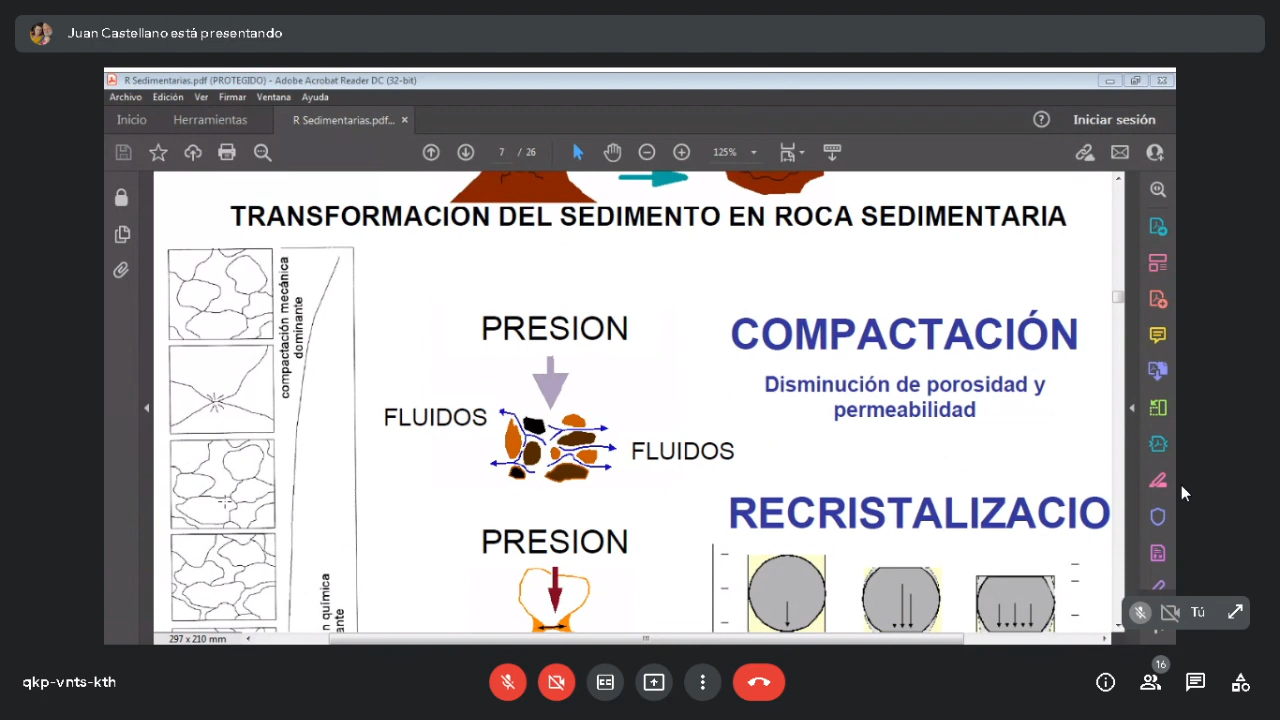 Juan Castellano está presentando
R Sedimentarias.pdf (PROTEGIDO) - Adobe Acrobat Reader DC (32-bit)
Archivo Edición Ver Firmar Ventana Ayuda
Inicio Herramientas R Sedimentarias.pdf... × Iniciar sesión
7 / 26 125%
TRANSFORMACION DEL SEDIMENTO EN ROCA SEDIMENTARIA
compactación mecánica
dominante
PRESION
COMPACTACIÓN
Disminución de porosidad y
permeabilidad
FLUIDOS
FLUIDOS
RECRISTALIZACIO
PRESION
n química
ante
Tú
297 x 210 mm
qkp-vnts-kth
16